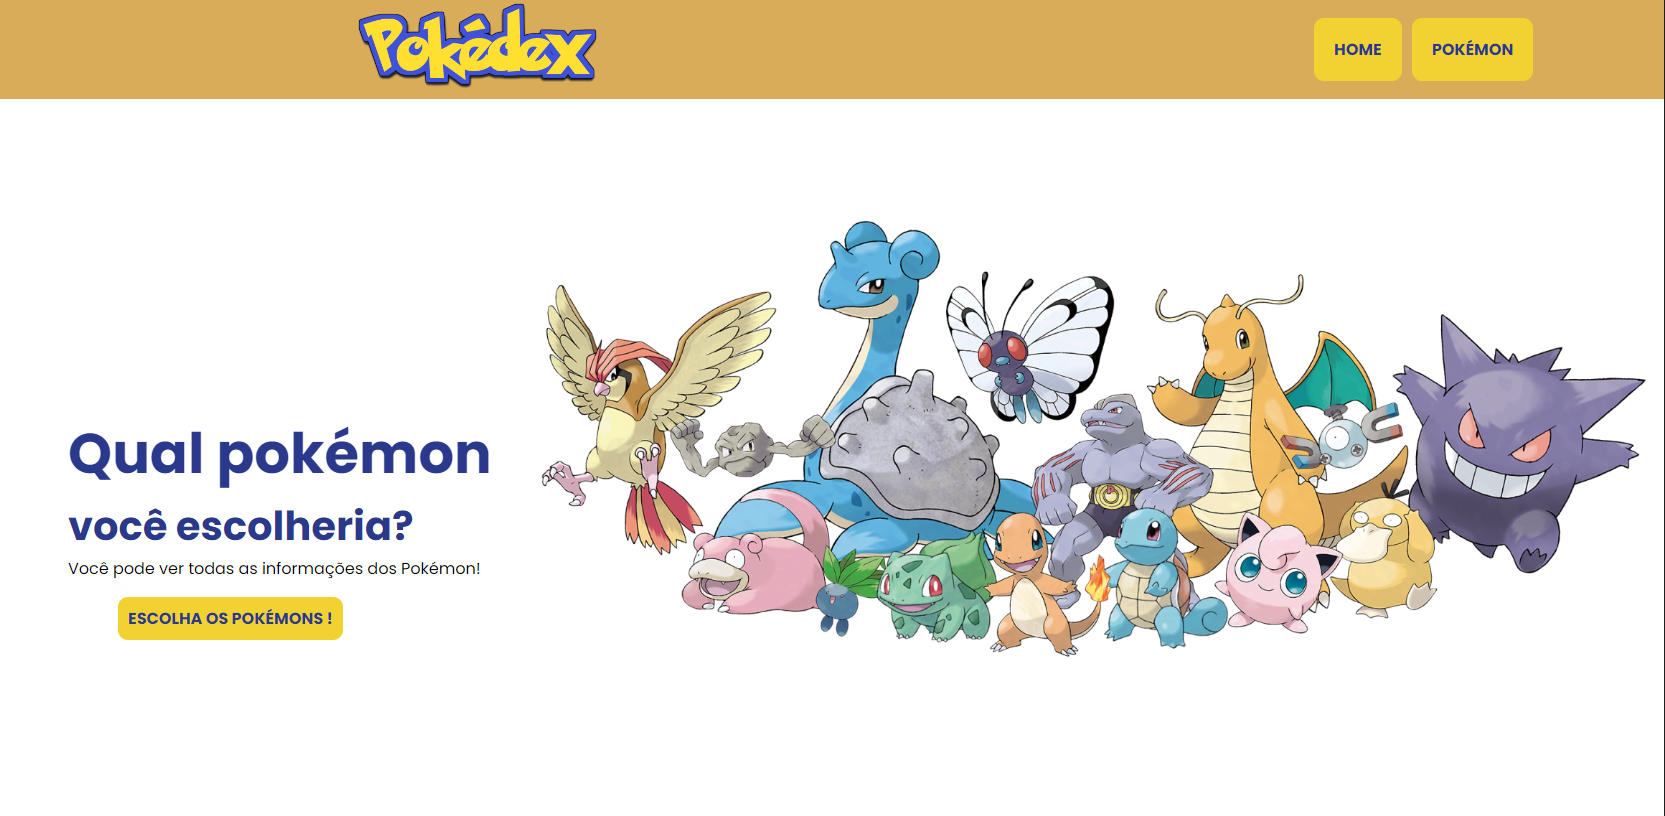 Pokédex
HOME
POKÉMON
Qual pokémon
você escolheria?
Você pode ver todas as informações dos Pokémon!
ESCOLHA OS POKÉMONS !